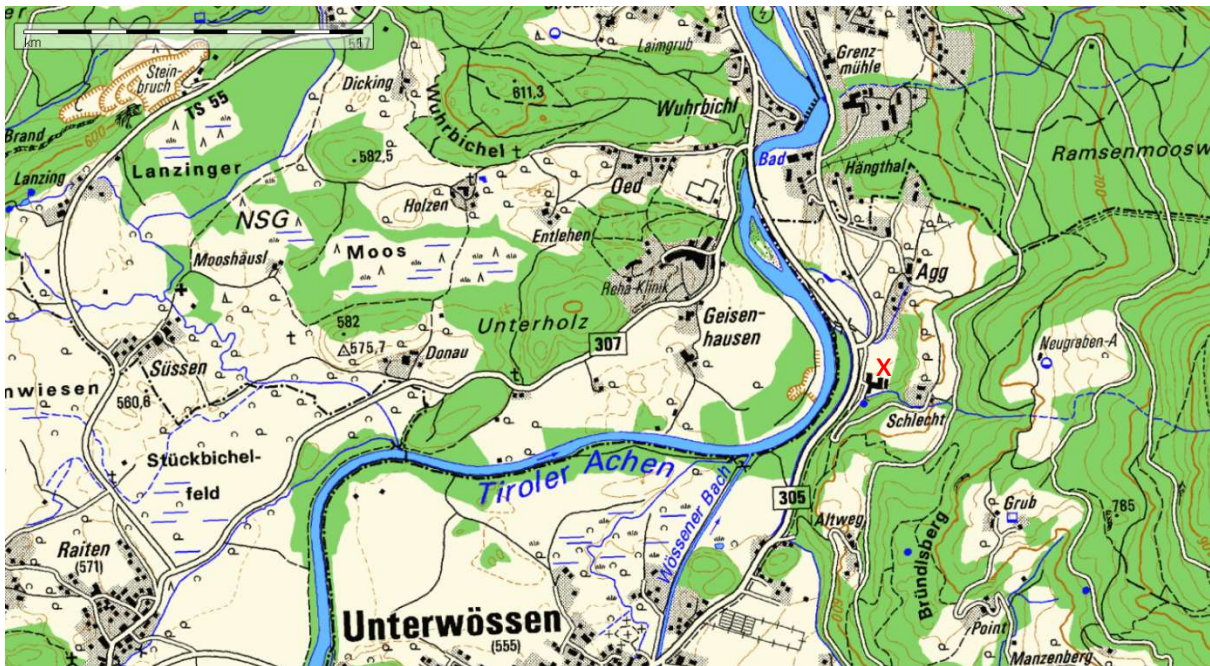 km
Stein-
bruch
TS 55
Brand
600
Lanzing
Lanzinger
582,5
Dicking
Wuhrbichel
611,3
Laimgrub
Wuhrbichl
Grenz-
mühle
Bad
Hängthal
Ramsenmoosw
700
Oed
Holzen
Entlehen
NSG
Moos
Mooshäusl
Reha-Klinik
Agg
Unterholz
Geisen-
hausen
307
582
575,7
Donau
Süssen
nwiesen
560,6
X
Neugraben-A
Schlecht
Stückbichel-
feld
Tiroler Achen
Wössener Bach
305
Altweg
Grub
785
Bründlsberg
Raiten
(571)
Unterwössen
(555)
600
Point
Manzenberg